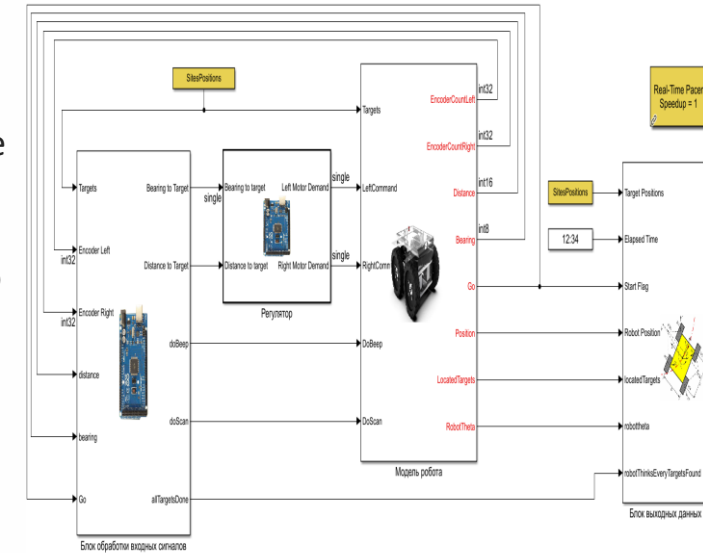 e
SitesPositions
Real-Time Pacer
Speedup = 1
Targets
Encoder Left
int32
Encoder Right
int32
distance
bearing
Go
Bearing to Target
Distance to Target
doBeep
doScan
allTargetsDone
Блок обработки входных сигналов
single
Bearing to target
Distance to target
Left Motor Demand
Right Motor Demand
single
single
Регулятор
Targets
LeftCommand
RightComm
DoBeep
DoScan
EncoderCountLeft
EncoderCountRight
Distance
Bearing
Go
Position
LocatedTargets
RobotTheta
int32
int32
int16
int8
Модель робота
SitesPositions
12:34
Target Positions
Elapsed Time
Start Flag
Robot Position
locatedTargets
robottheta
robotThinksEveryTargetsFound
Блок выходных данных